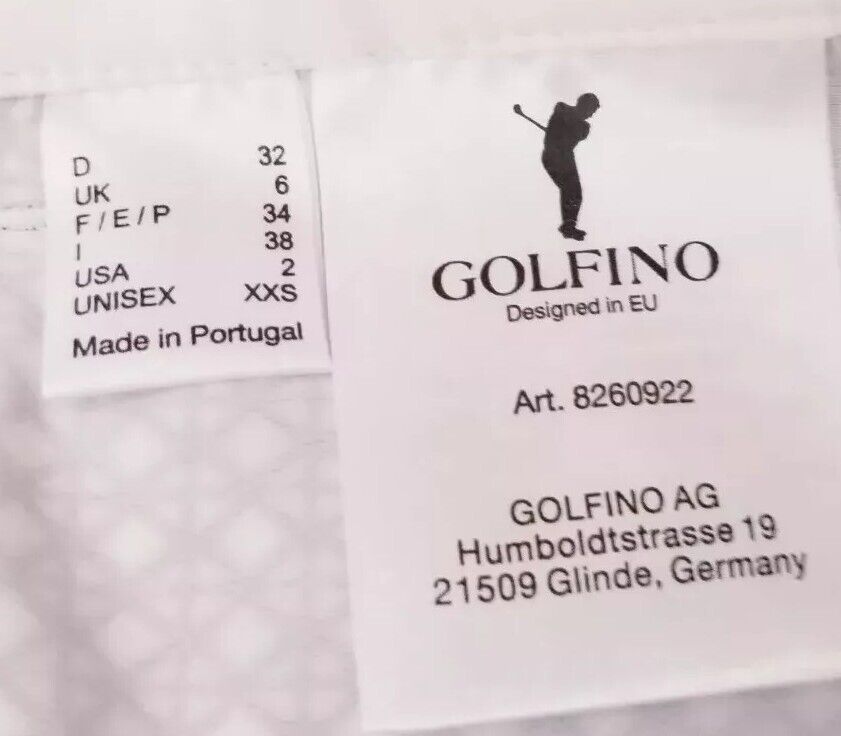 D 32
UK 6
F / E / P 34
I 38
USA 2
UNISEX XXS
Made in Portugal
GOLFINO
Designed in EU
Art. 8260922
GOLFINO AG
Humboldtstrasse 19
21509 Glinde, Germany